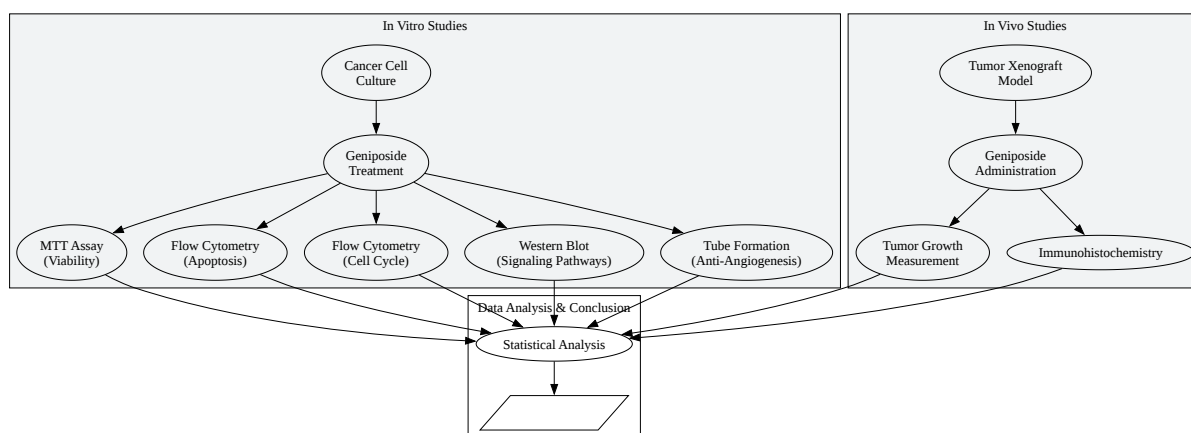 In Vitro Studies
In Vivo Studies
Cancer Cell
Culture
Tumor Xenograft
Model
Geniposide
Treatment
Geniposide
Administration
MTT Assay
(Viability)
Flow Cytometry
(Apoptosis)
Flow Cytometry
(Cell Cycle)
Western Blot
(Signaling Pathways)
Tube Formation
(Anti-Angiogenesis)
Tumor Growth
Measurement
Immunohistochemistry
Data Analysis & Conclusion
Statistical Analysis